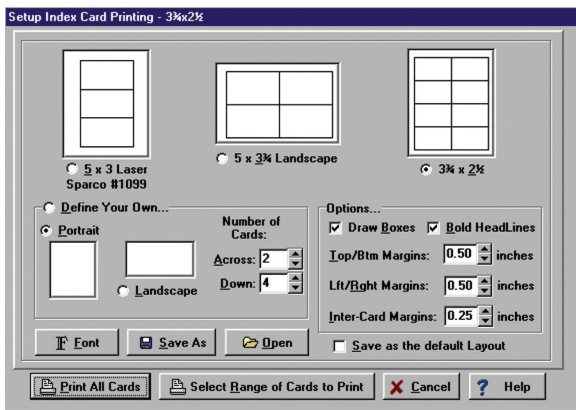 Setup Index Card Printing - 3¾x2½
5 x 3 Laser
Sparco #1099
5 x 3¾ Landscape
3¾ x 2½
Define Your Own...
Portrait
Landscape
Number of
Cards:
Across: 2
Down: 4
Options...
Draw Boxes Bold HeadLines
Top/Btm Margins: 0.50 inches
Lft/Rght Margins: 0.50 inches
Inter-Card Margins: 0.25 inches
Font Save As Open
Save as the default Layout
Print All Cards Select Range of Cards to Print Cancel ? Help